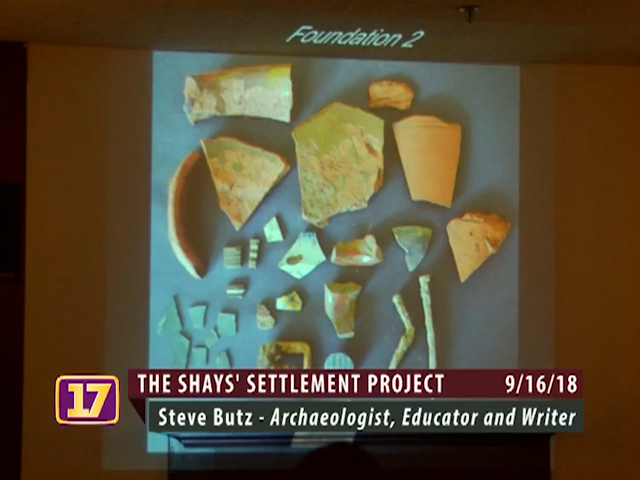 Foundation 2
THE SHAYS' SETTLEMENT PROJECT 9/16/18
17
Steve Butz - Archaeologist, Educator and Writer